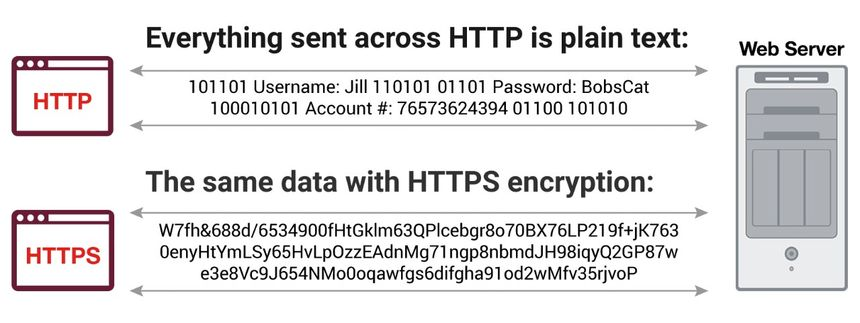 Everything sent across HTTP is plain text:
Web Server
HTTP
101101 Username: Jill 110101 01101 Password: BobsCat
100010101 Account #: 76573624394 01100 101010
The same data with HTTPS encryption:
HTTPS
W7fh&688d/6534900fHtGklm63QPlcebgr8o70BX76LP219f+jK763
0enyHtYmLSy65HvLpOzzEAdnMg71ngp8nbmdJH98iqyQ2GP87w
e3e8Vc9J654NMo0oqawfgs6difgha91od2wMfv35rjvoP